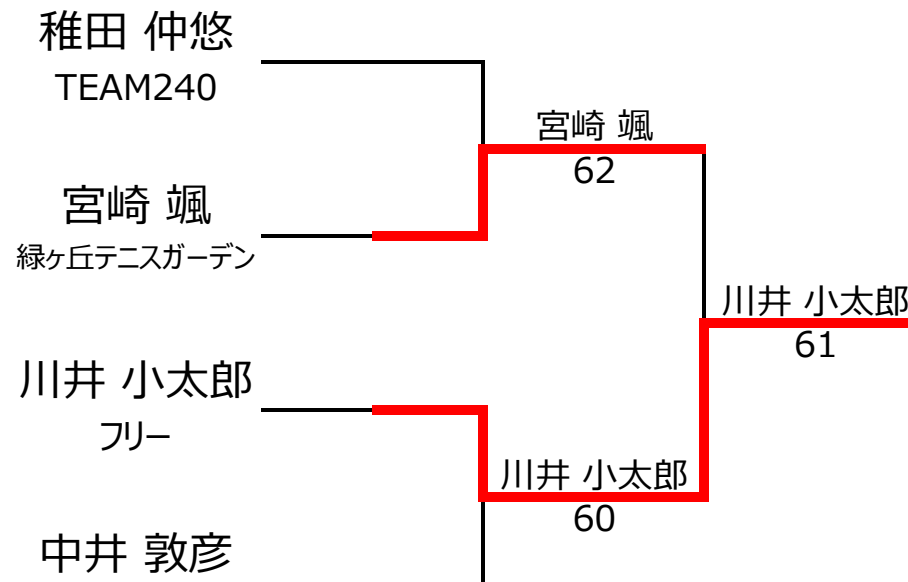 稚田 仲悠
TEAM240
宮崎 颯
62
宮崎 颯
緑ヶ丘テニスガーデン
川井 小太郎
61
川井 小太郎
フリー
川井 小太郎
60
中井 敦彦